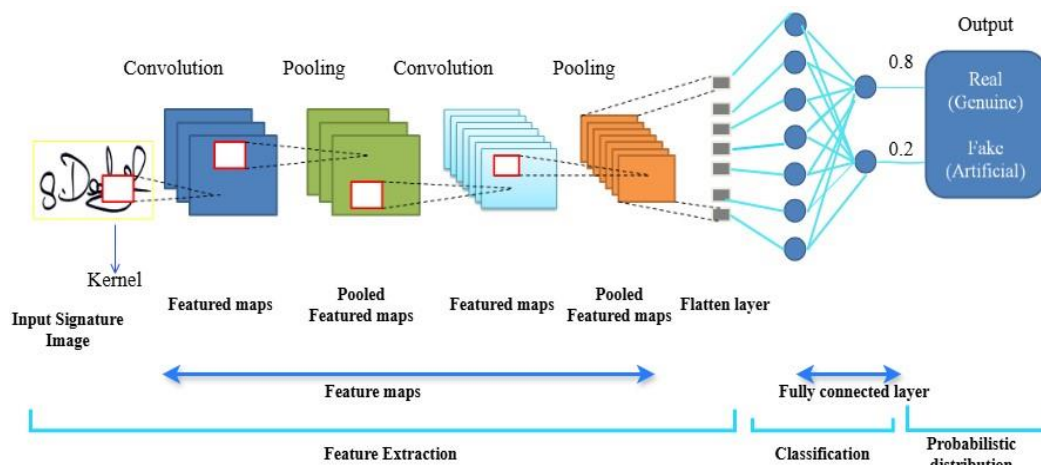 Output
Convolution
Pooling
Convolution
Pooling
0.8
Real
(Genuine)
0.2
Fake
(Artificial)
Kernel
Input Signature
Image
Featured maps
Pooled
Featured maps
Featured maps
Pooled
Featured maps
Flatten layer
Feature maps
Fully connected layer
Feature Extraction
Classification
Probabilistic
distribution